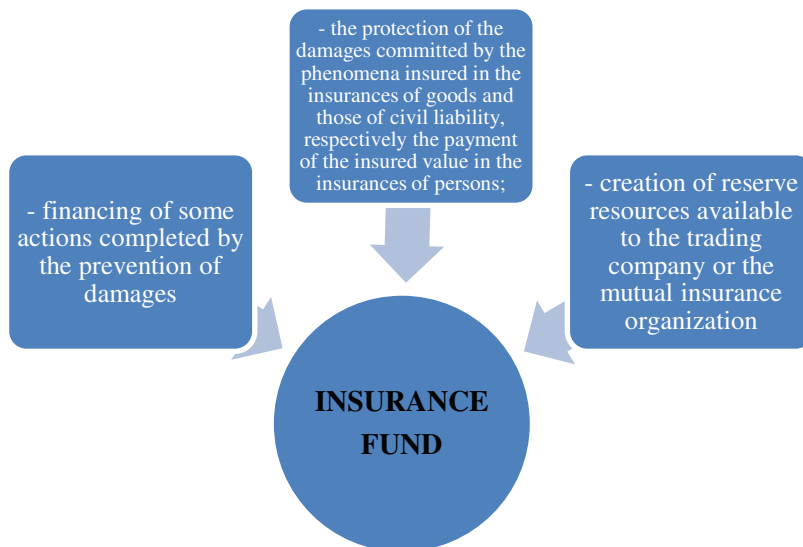 - the protection of the
damages committed by the
phenomena insured in the
insurances of goods and
those of civil liability,
respectively the payment
of the insured value in the
insurances of persons;
- financing of some
actions completed by
the prevention of
damages
- creation of reserve
resources available
to the trading
company or the
mutual insurance
organization
INSURANCE
FUND